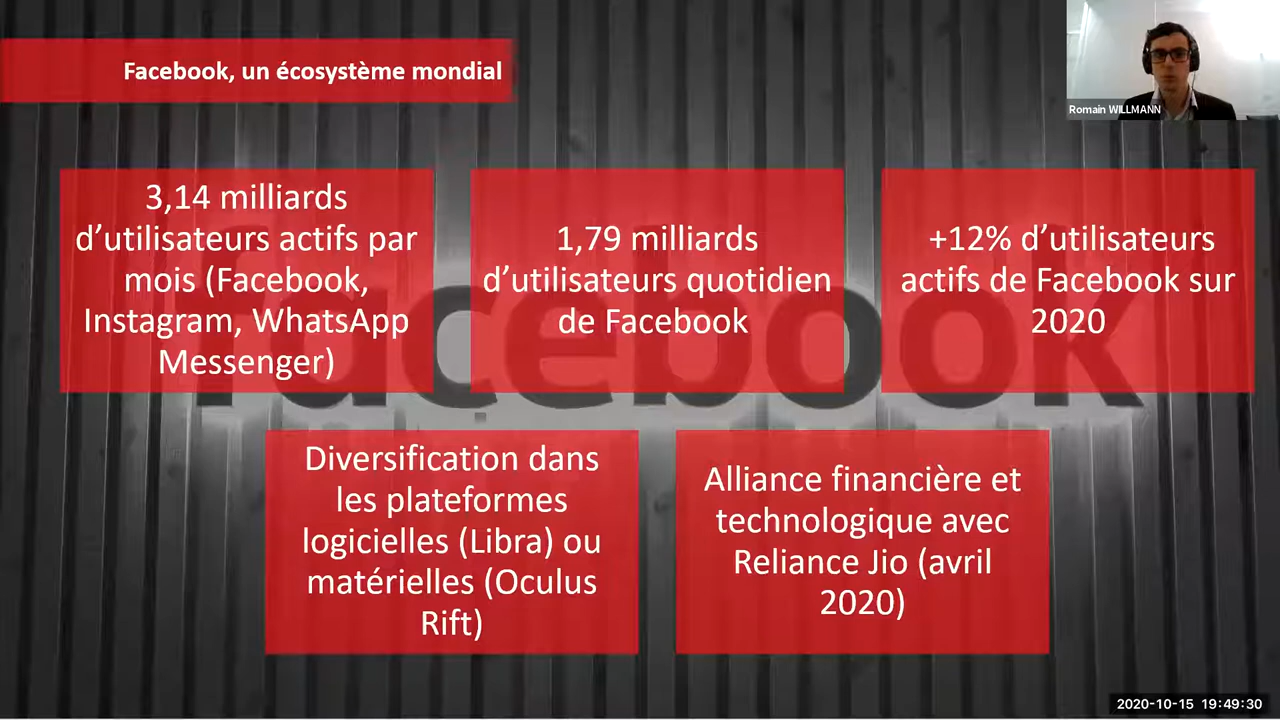 Facebook, un écosystème mondial
Romain WILLMANN
3,14 milliards
d’utilisateurs actifs par
mois (Facebook,
Instagram, WhatsApp
Messenger)
1,79 milliards
d’utilisateurs quotidien
de Facebook
+12% d’utilisateurs
actifs de Facebook sur
2020
facebook
Diversification dans
les plateformes
logicielles (Libra) ou
matérielles (Oculus
Rift)
Alliance financière et
technologique avec
Reliance Jio (avril
2020)
2020-10-15 19:49:30